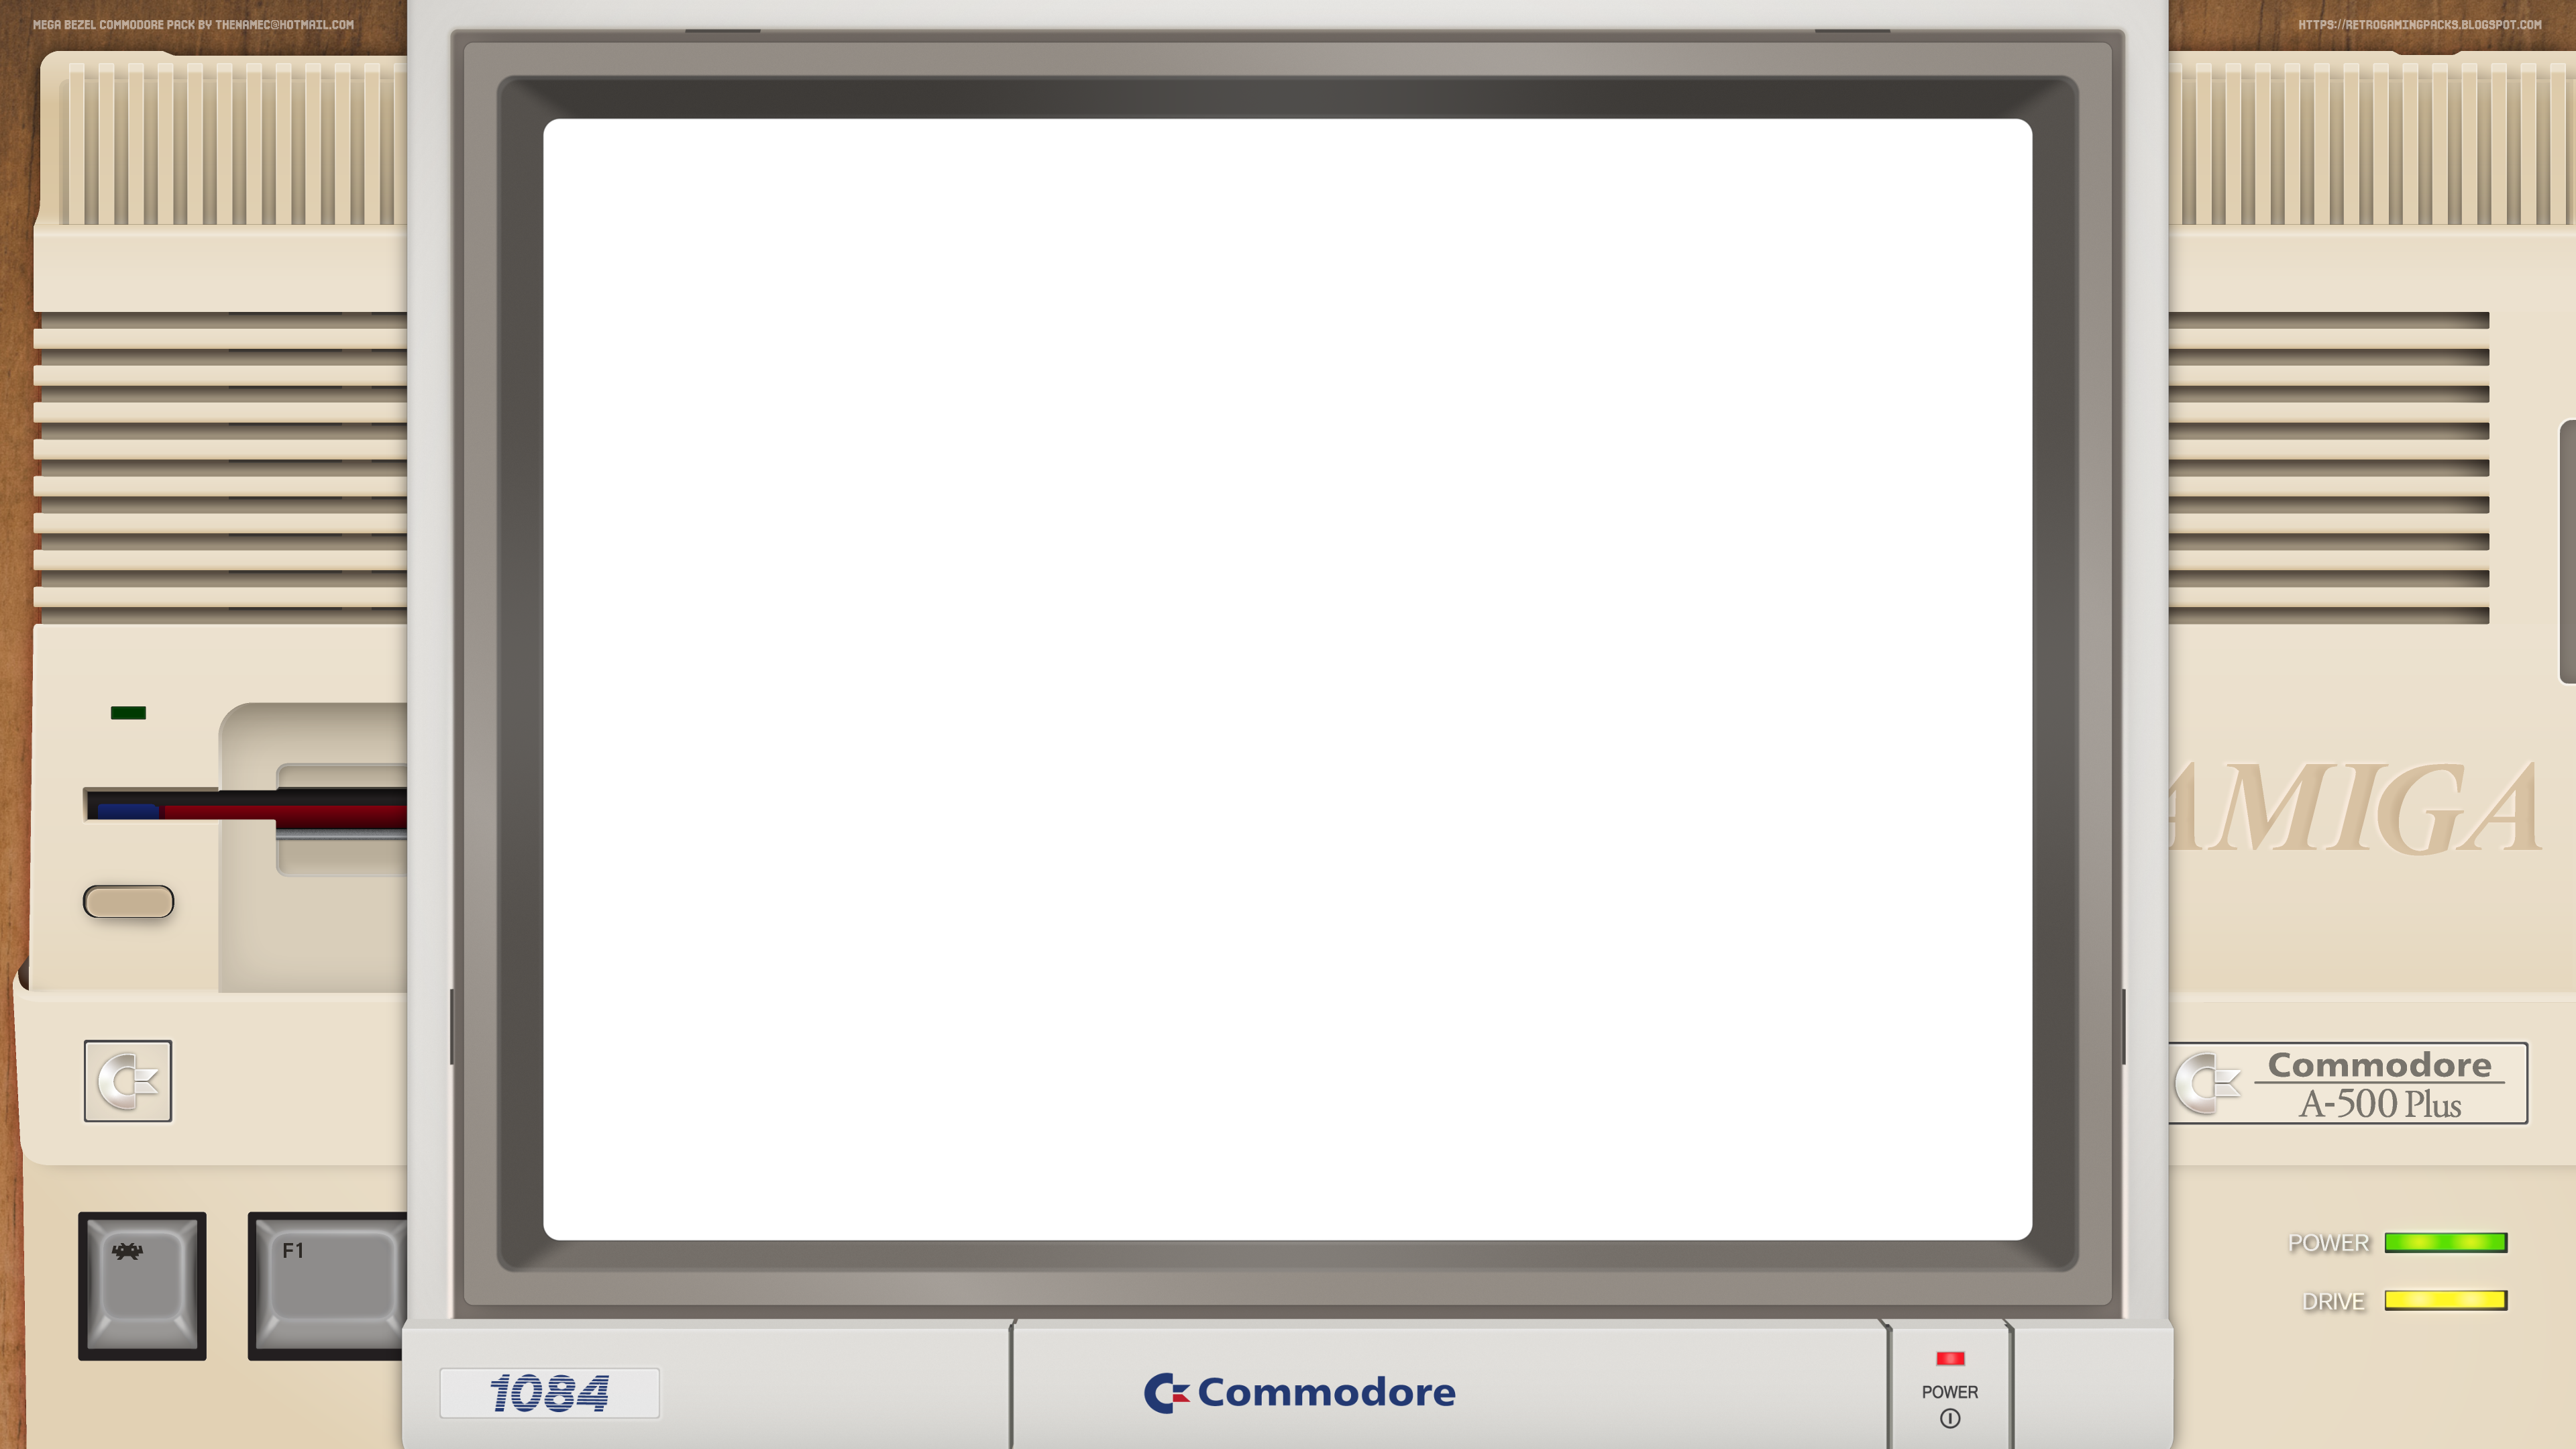 MEGA BEZEL COMMODORE PACK BY THENAMEC@HOTMAIL.COM
HTTPS://RETROGAMINGPACKS.BLOGSPOT.COM
AMIGA
Commodore
A-500 Plus
F1
POWER
DRIVE
1084
Commodore
POWER